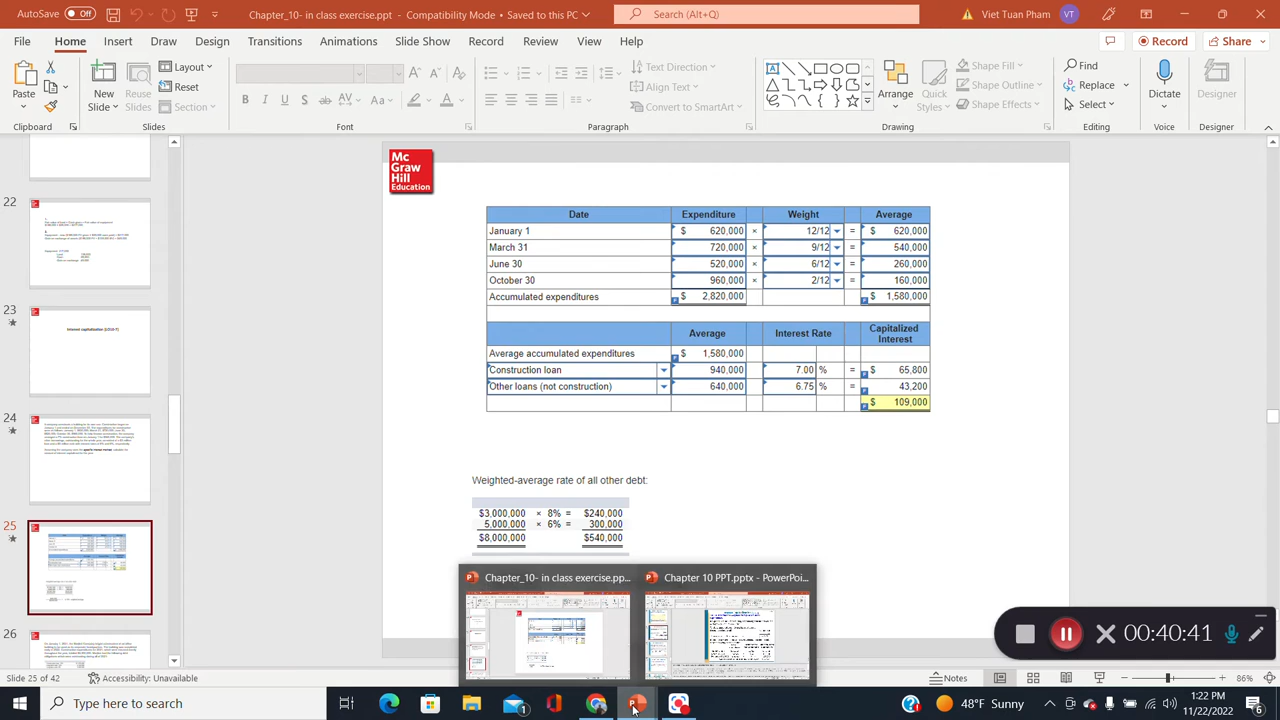 AutoSave Off Chapter_10- in class exercise.ppt - Compatibility Mode • Saved to this PC Search (Alt+Q) Viet Tuan Pham VT
File Home Insert Draw Design Transitions Animations Slide Show Record Review View Help Record Share
Paste New Slide Reuse Slides Layout Reset Section Text Direction Align Text Convert to SmartArt Arrange Quick Styles Shape Fill Shape Outline Shape Effects Find Replace Select Dictate Designer
Clipboard Slides Font Paragraph Drawing Editing Voice Designer
22
23
Interest capitalization (LO10-7)
24
25
26
Mc
Graw
Hill
Education
Date Expenditure Weight Average
January 1 $ 620,000 × 12/12 = $ 620,000
March 31 720,000 × 9/12 = 540,000
June 30 520,000 × 6/12 = 260,000
October 30 960,000 × 2/12 = 160,000
Accumulated expenditures $ 2,820,000 $ 1,580,000
Average Interest Rate Capitalized Interest
Average accumulated expenditures $ 1,580,000
Construction loan 940,000 7.00 % = $ 65,800
Other loans (not construction) 640,000 6.75 % = 43,200
$ 109,000
Weighted-average rate of all other debt:
$3,000,000 × 8% = $240,000
5,000,000 × 6% = 300,000
$8,000,000 $540,000
Chapter_10- in class exercise.pp... Chapter 10 PPT.pptx - PowerPoi...
00:40:41
Accessibility: Unavailable Notes 86%
Type here to search 48°F Sunny 1:22 PM
11/22/2022 6